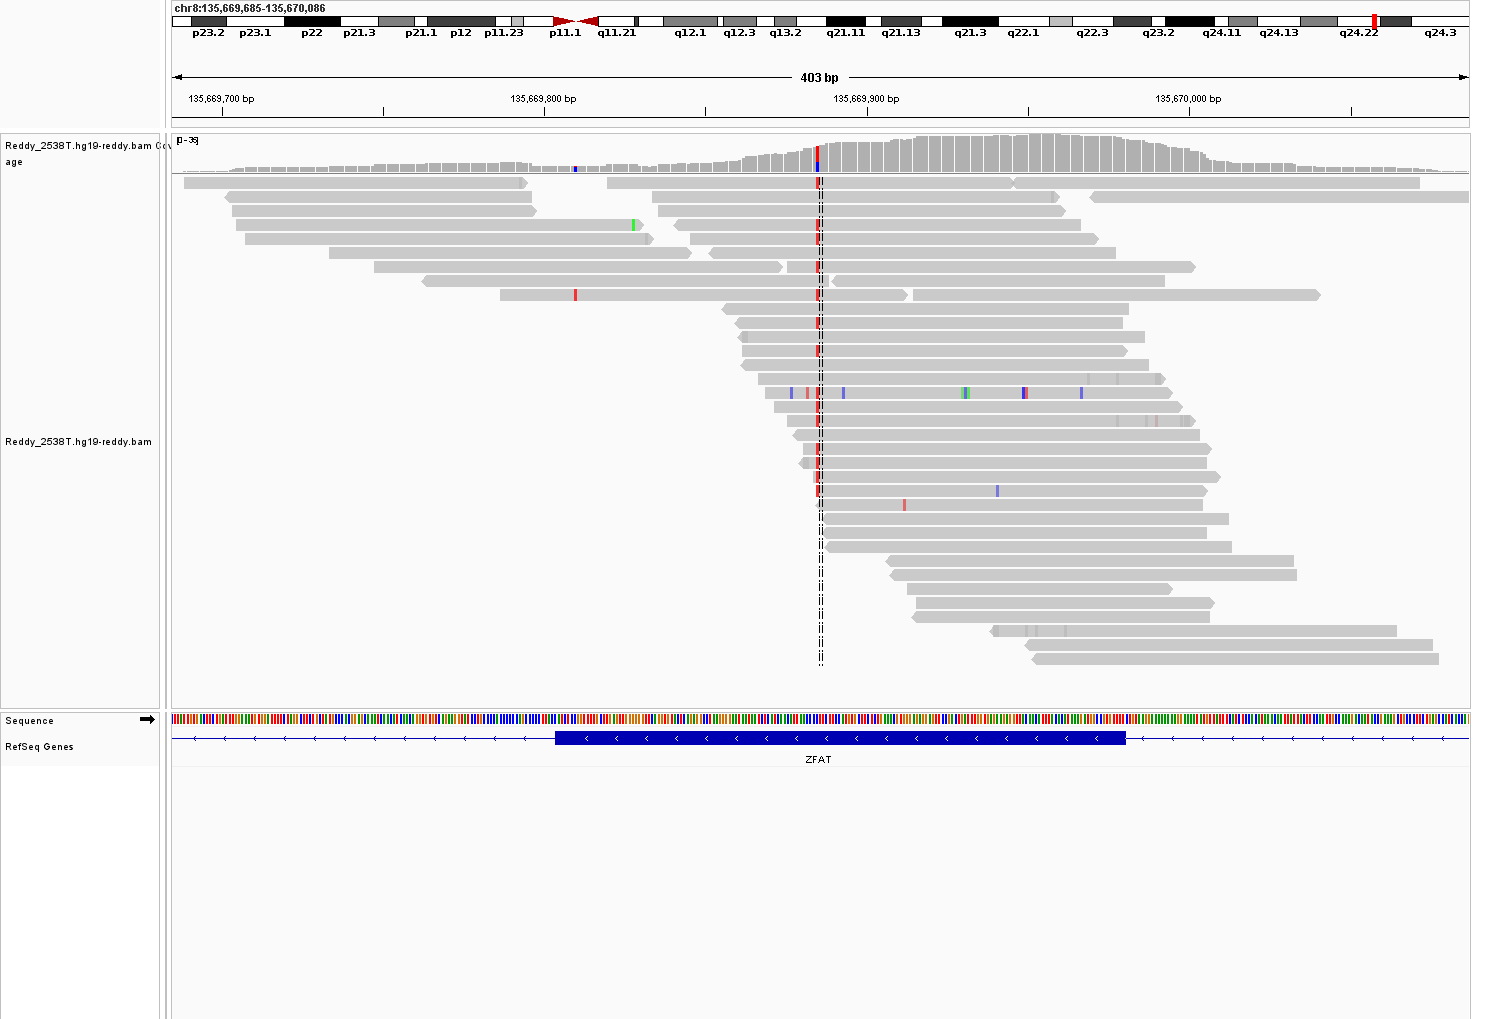 chr8:135,669,685-135,670,086
p23.2 p23.1 p22 p21.3 p21.1 p12 p11.23 p11.1 q11.21 q12.1 q12.3 q13.2 q21.11 q21.13 q21.3 q22.1 q22.3 q23.2 q24.11 q24.13 q24.22 q24.3
403 bp
135,669,700 bp 135,669,800 bp 135,669,900 bp 135,670,000 bp
Reddy_2538T.hg19-reddy.bam Cov
age
Reddy_2538T.hg19-reddy.bam
Sequence
RefSeq Genes
ZFAT